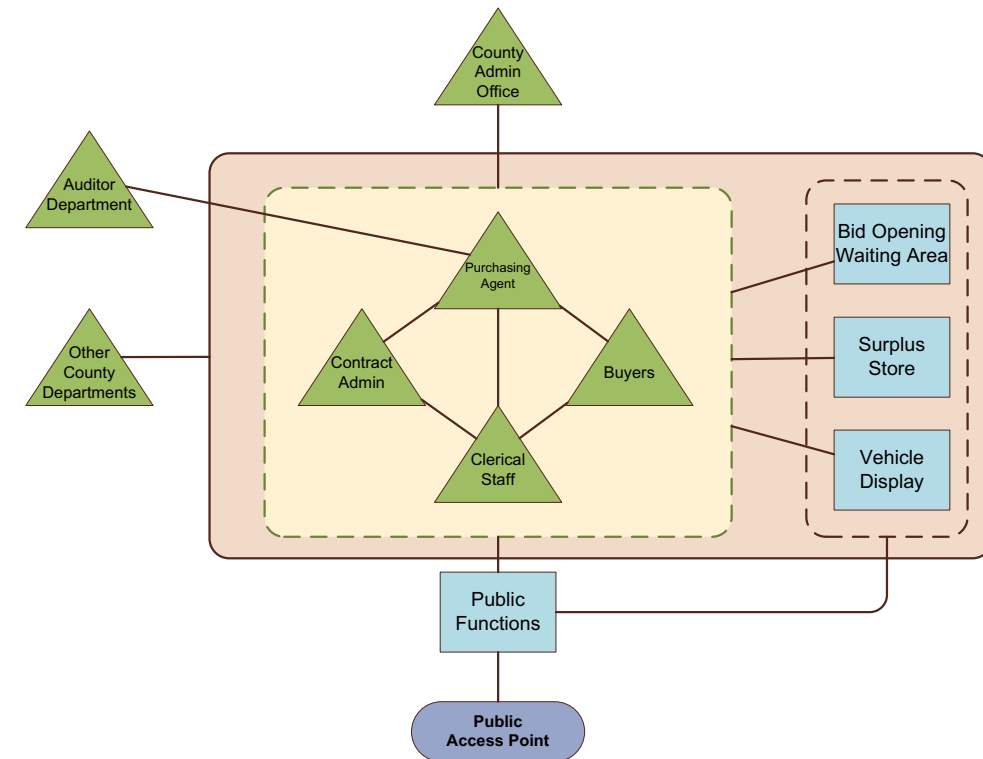 County
Admin
Office
Auditor
Department
Purchasing
Agent
Bid Opening
Waiting Area
Other
County
Departments
Contract
Admin
Buyers
Surplus
Store
Clerical
Staff
Vehicle
Display
Public
Functions
Public
Access Point